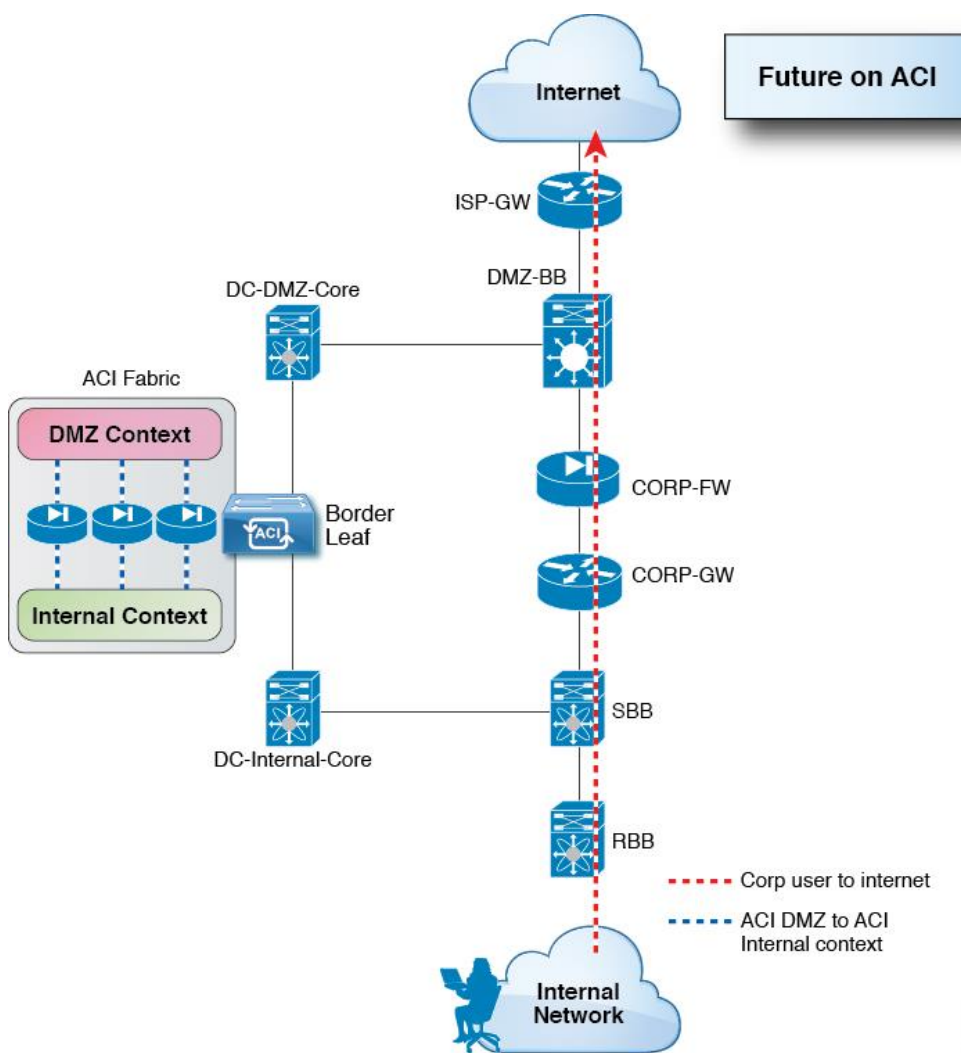 Future on ACI
Internet
ISP-GW
DMZ-BB
DC-DMZ-Core
ACI Fabric
DMZ Context
CORP-FW
Border
Leaf
ACI
CORP-GW
Internal Context
SBB
DC-Internal-Core
RBB
Corp user to internet
ACI DMZ to ACI
Internal context
Internal
Network